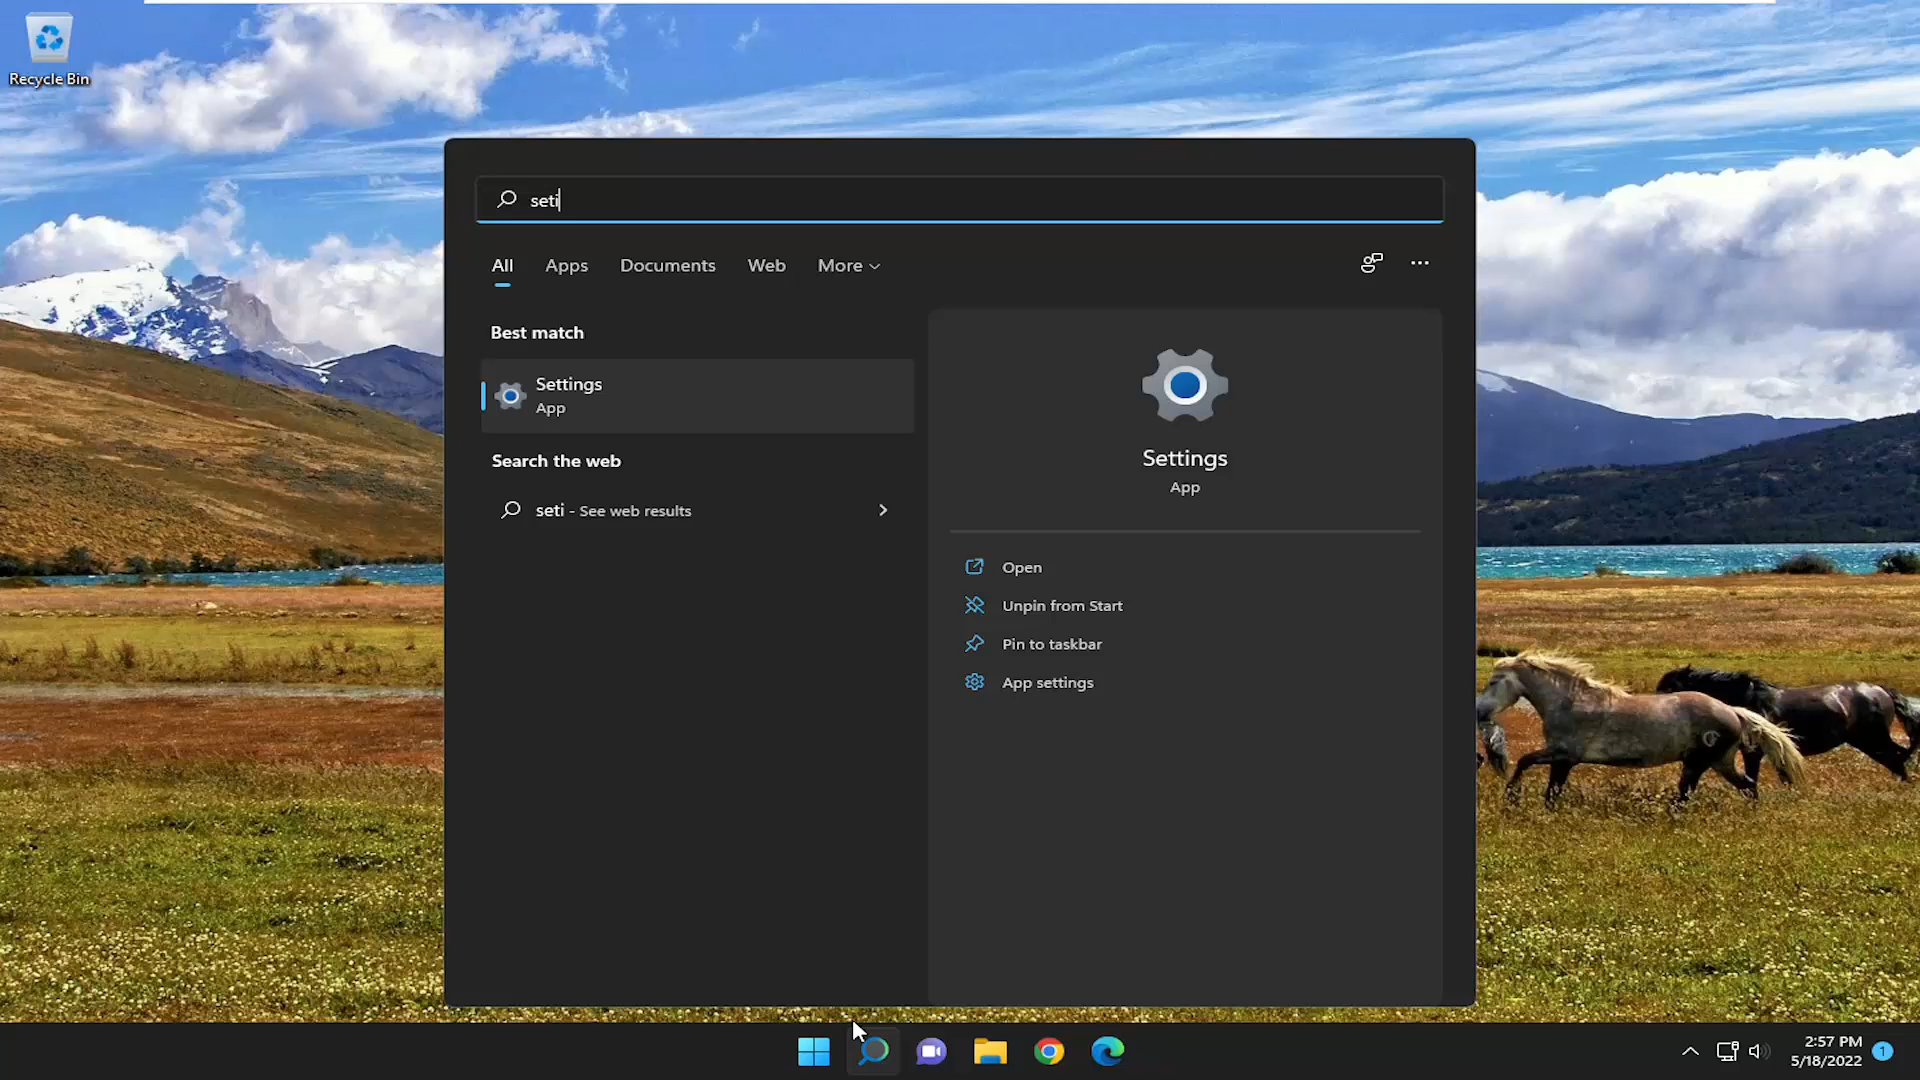 Recycle Bin
seti
All Apps Documents Web More
Best match
Settings
App
Search the web
seti - See web results
Settings
App
Open
Unpin from Start
Pin to taskbar
App settings
2:57 PM
5/18/2022
1